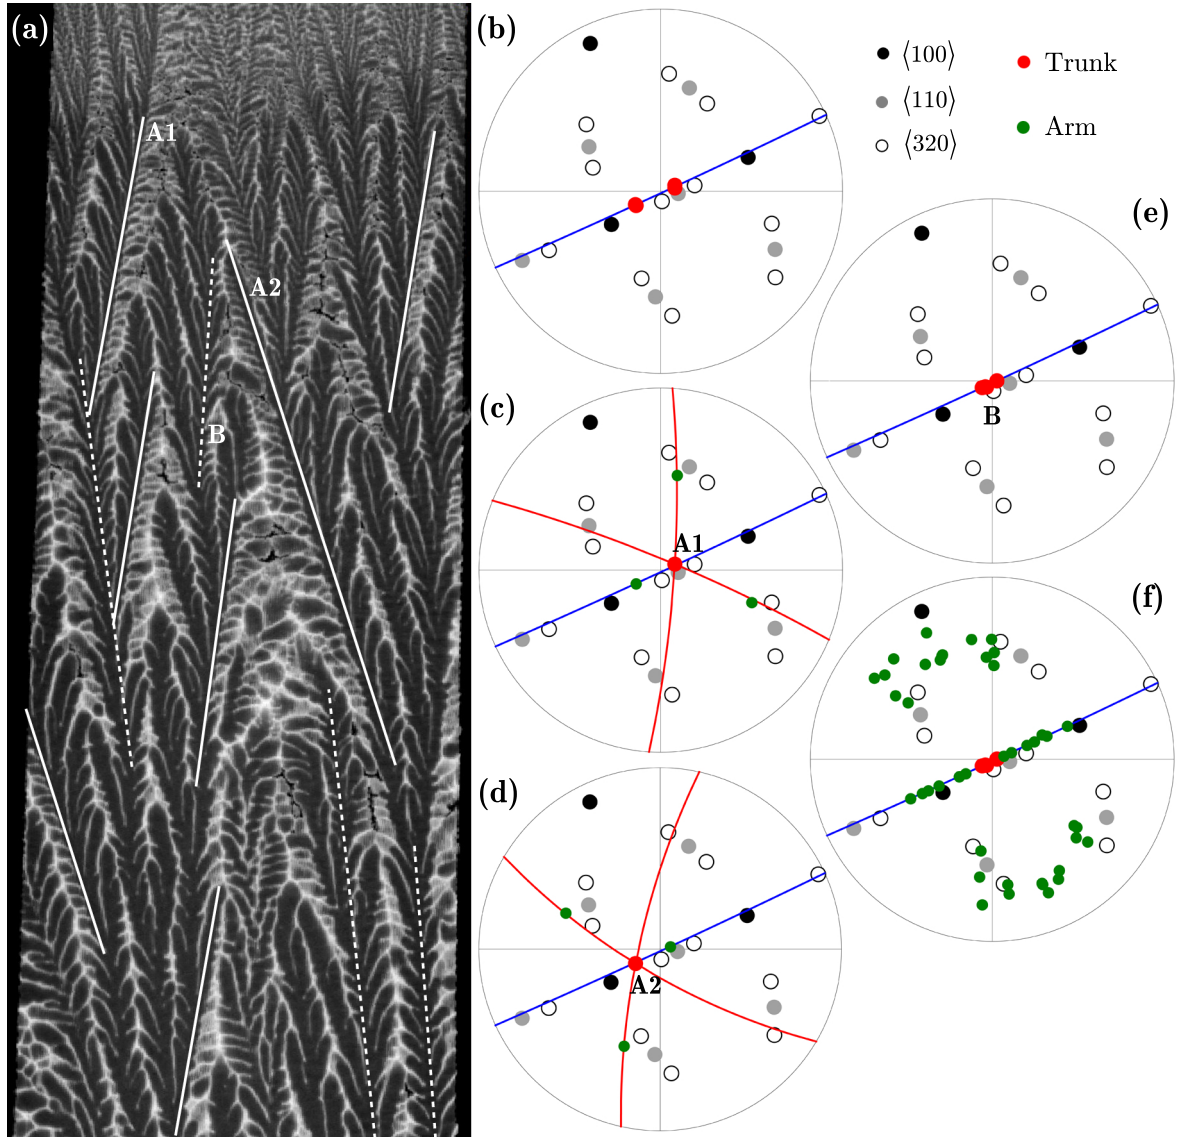 (a)
A1
A2
B
(b)
⟨100⟩
⟨110⟩
⟨320⟩
Trunk
Arm
(c)
A1
(d)
A2
(e)
B
(f)